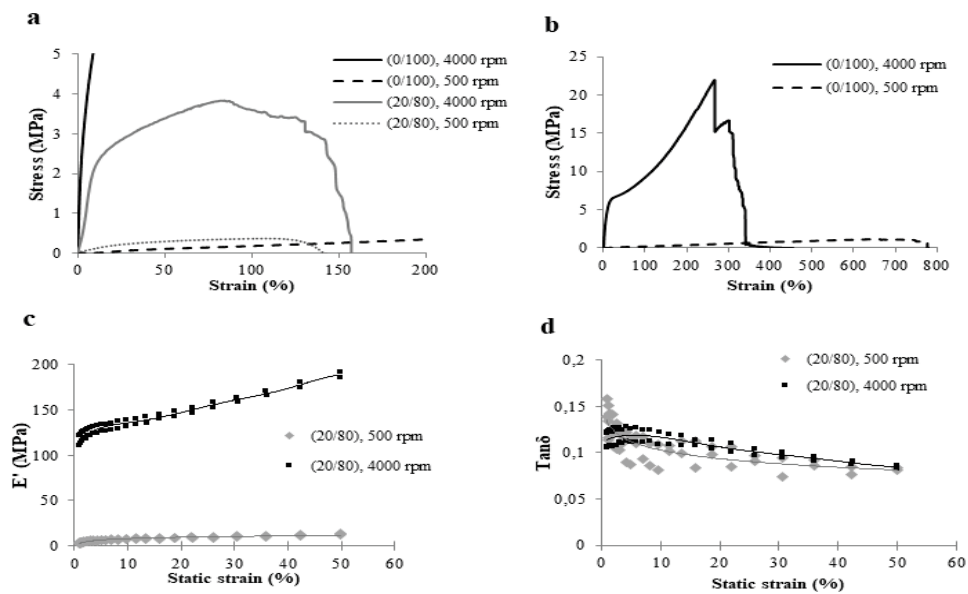 a
Stress (MPa)
5
4
3
2
1
0
0 50 100 150 200
Strain (%)
(0/100), 4000 rpm
(0/100), 500 rpm
(20/80), 4000 rpm
(20/80), 500 rpm
b
Stress (MPa)
25
20
15
10
5
0
0 100 200 300 400 500 600 700 800
Strain (%)
(0/100), 4000 rpm
(0/100), 500 rpm
c
E' (MPa)
200
150
100
50
0
0 10 20 30 40 50 60
Static strain (%)
(20/80), 500 rpm
(20/80), 4000 rpm
d
Tanδ
0,2
0,15
0,1
0,05
0
0 10 20 30 40 50 60
Static strain (%)
(20/80), 500 rpm
(20/80), 4000 rpm